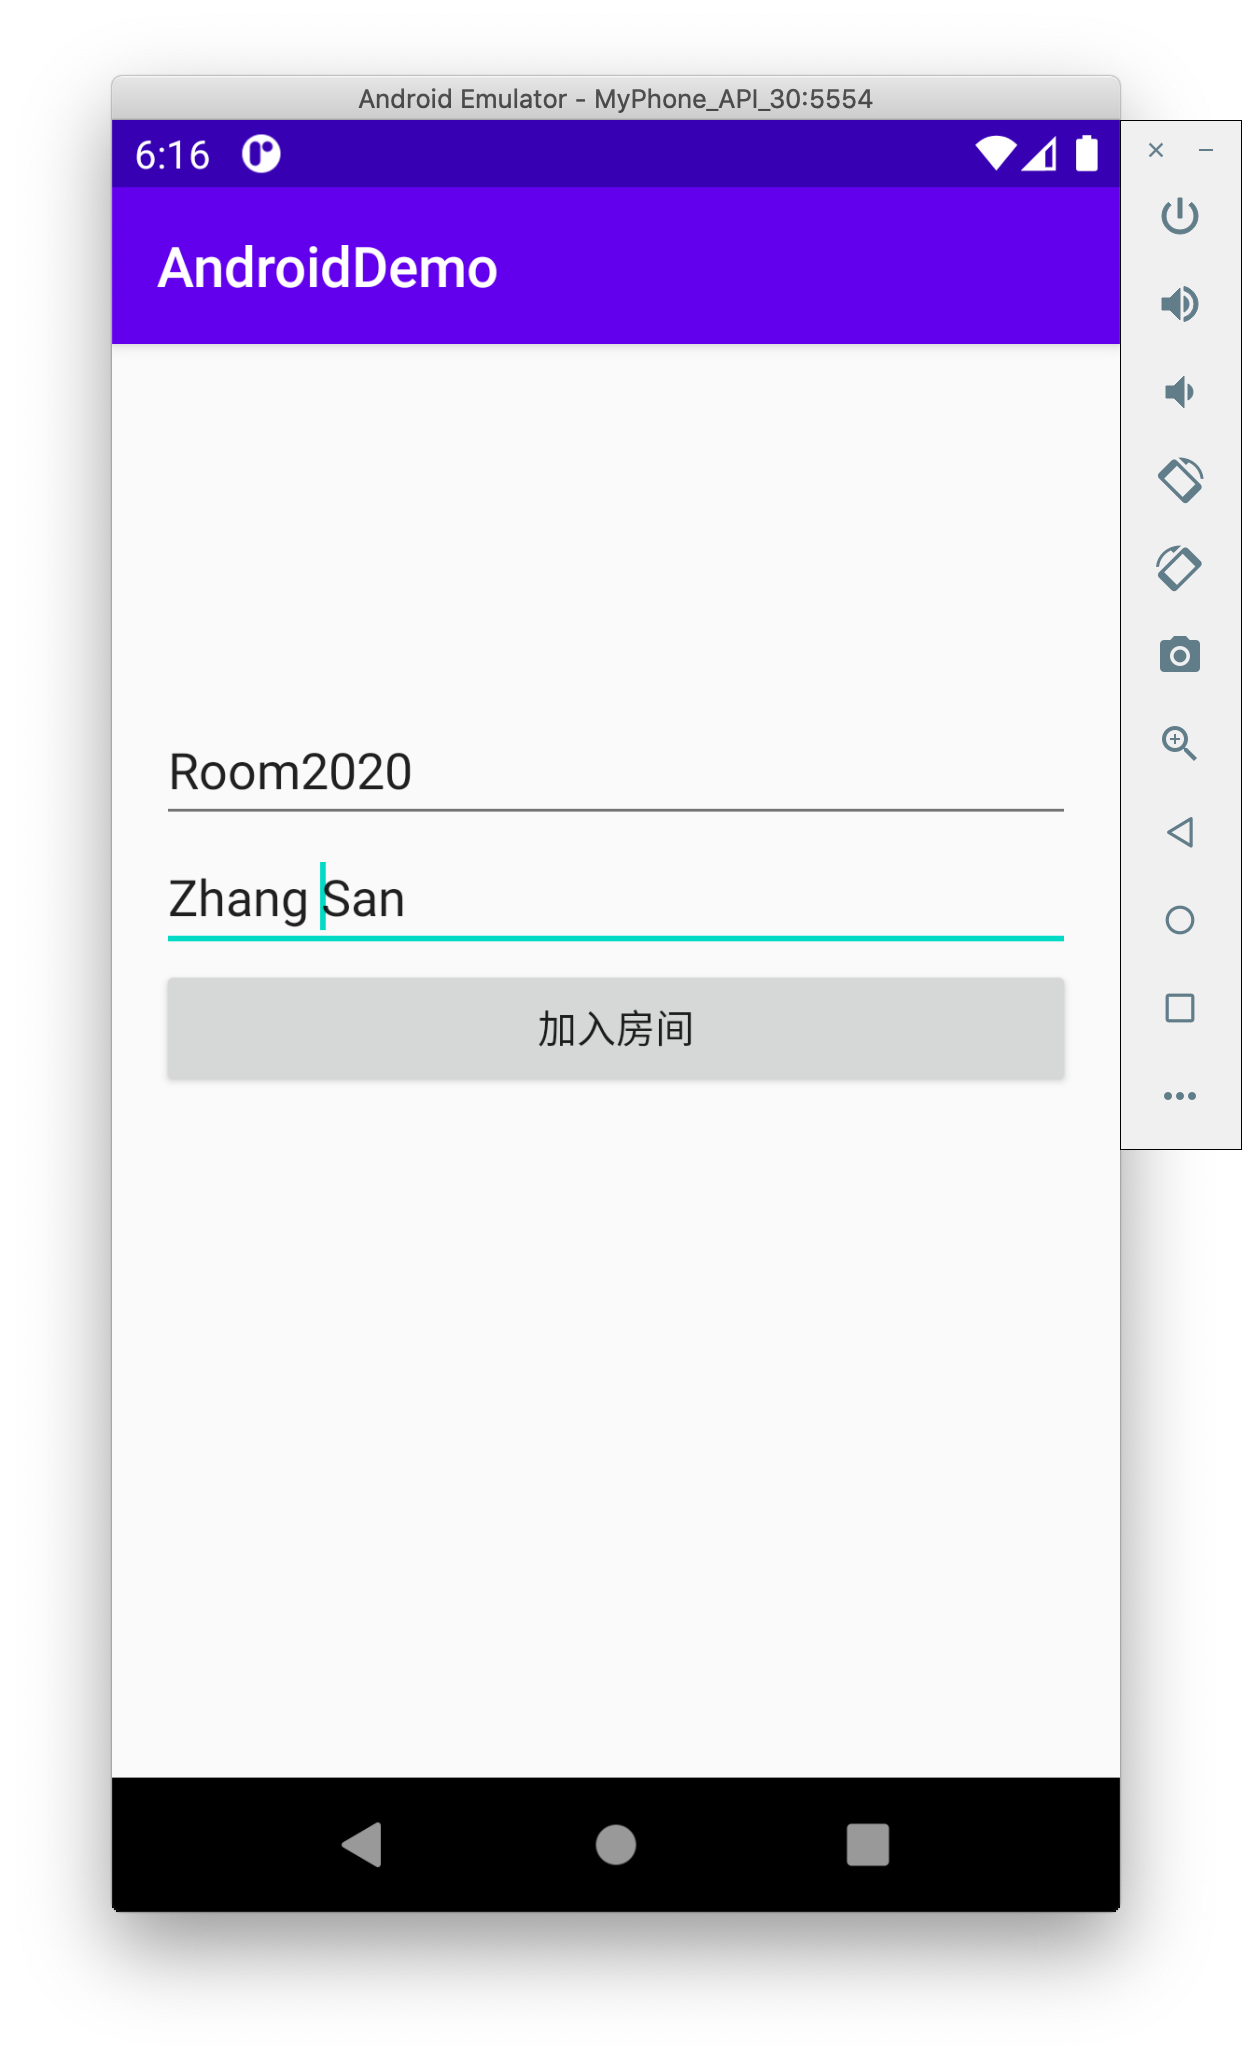 Android Emulator - MyPhone_API_30:5554
6:16
AndroidDemo
Room2020
Zhang San
加入房间